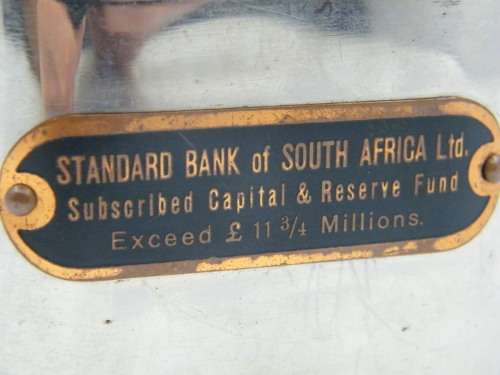 STANDARD BANK of SOUTH AFRICA Ltd.
Subscribed Capital & Reserve Fund
Exceed £ 11 3/4 Millions.